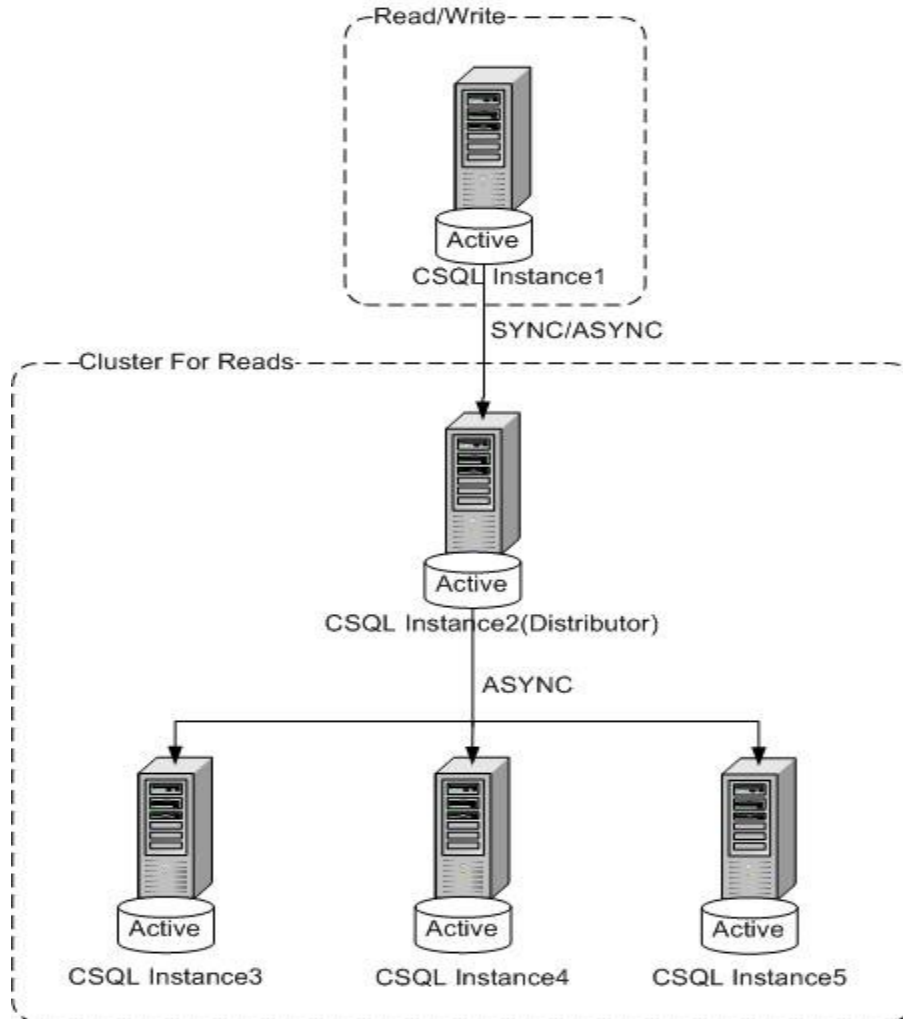 Read/Write
Active
CSQL Instance1
SYNC/ASYNC
Cluster For Reads
Active
CSQL Instance2(Distributor)
ASYNC
Active
Active
Active
CSQL Instance3
CSQL Instance4
CSQL Instance5